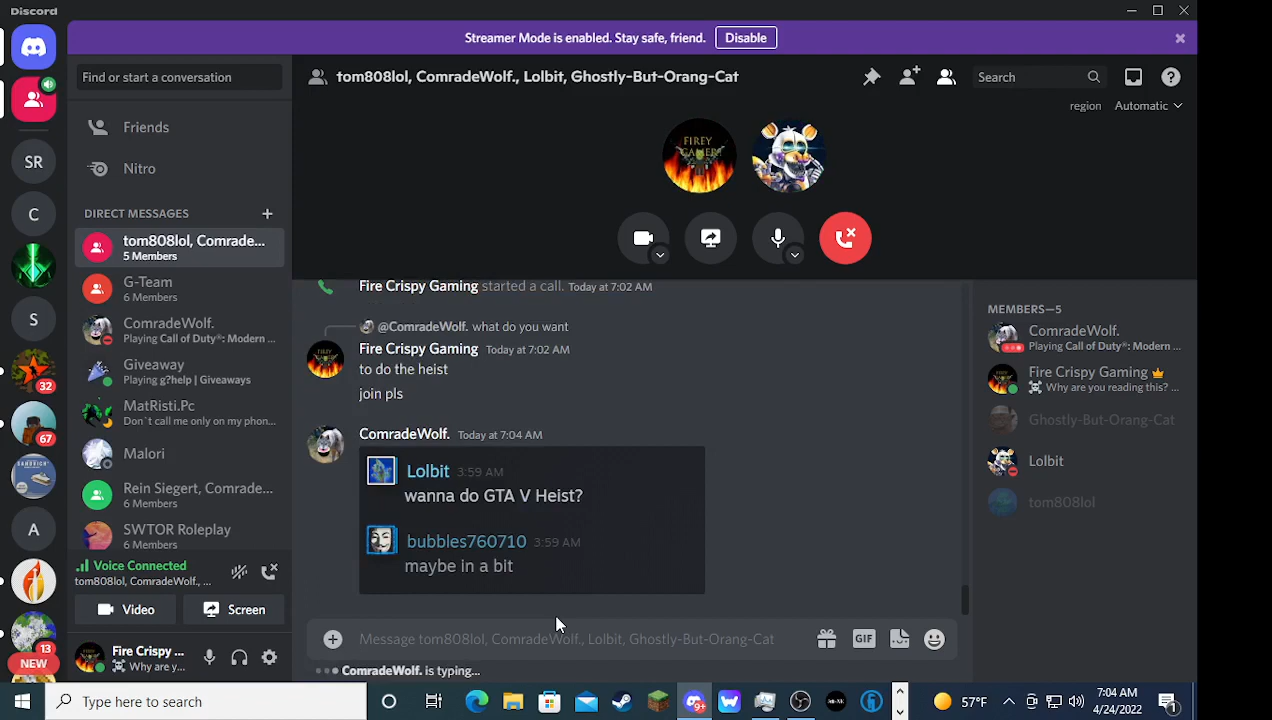 Discord
Streamer Mode is enabled. Stay safe, friend.
Disable
Find or start a conversation
tom808lol, ComradeWolf., Lolbit, Ghostly-But-Orang-Cat
Search
region Automatic
FIREY
GAMER!
SR
C
S
32
67
SANDVICH
A
13
NEW
Friends
Nitro
DIRECT MESSAGES
tom808lol, Comrade...
5 Members
G-Team
6 Members
ComradeWolf.
Playing Call of Duty®: Modern ...
Giveaway
Playing g?help | Giveaways
MatRisti.Pc
Don`t call me only on my phon...
Malori
Rein Siegert, Comrade...
6 Members
SWTOR Roleplay
6 Members
Voice Connected
tom808lol, ComradeWolf., ...
Video
Screen
Fire Crispy ...
Why are y...
Fire Crispy Gaming started a call. Today at 7:02 AM
@ComradeWolf. what do you want
Fire Crispy Gaming Today at 7:02 AM
to do the heist
join pls
ComradeWolf. Today at 7:04 AM
Lolbit 3:59 AM
wanna do GTA V Heist?
bubbles760710 3:59 AM
maybe in a bit
Message tom808lol, ComradeWolf., Lolbit, Ghostly-But-Orang-Cat
GIF
ComradeWolf. is typing...
MEMBERS—5
ComradeWolf.
Playing Call of Duty®: Modern ...
Fire Crispy Gaming
Why are you reading this? ...
Ghostly-But-Orang-Cat
Lolbit
tom808lol
Type here to search
9+
57°F
7:04 AM
4/24/2022
1